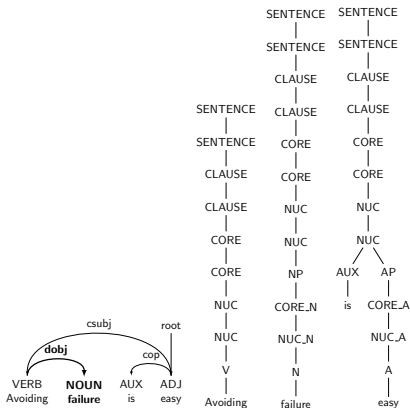 SENTENCE SENTENCE
SENTENCE SENTENCE
CLAUSE CLAUSE
SENTENCE CLAUSE CLAUSE
SENTENCE CORE CORE
CLAUSE CORE CORE
CLAUSE NUC NUC
CORE NUC NUC
CORE NP AUX AP
NUC CORE_N is CORE_A
NUC NUC_N NUC_A
V N A
Avoiding failure easy
root
csubj
dobj cop
VERB NOUN AUX ADJ
Avoiding failure is easy